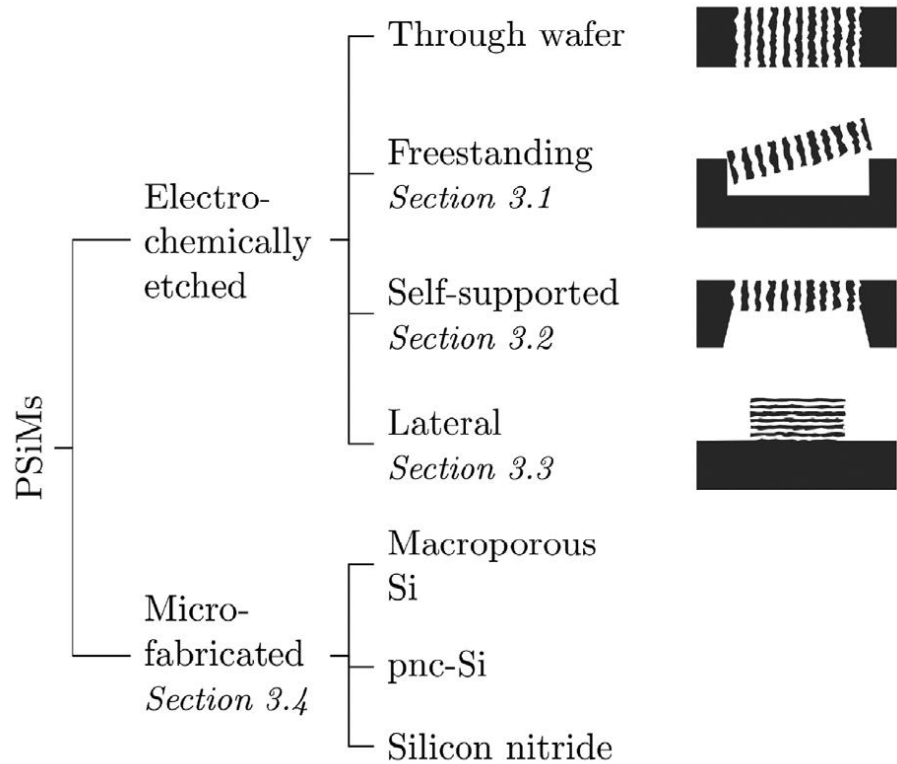 Through wafer
Freestanding
Section 3.1
Electro-
chemically
etched
Self-supported
Section 3.2
Lateral
Section 3.3
PSiMs
Macroporous
Si
Micro-
fabricated
Section 3.4
pnc-Si
Silicon nitride